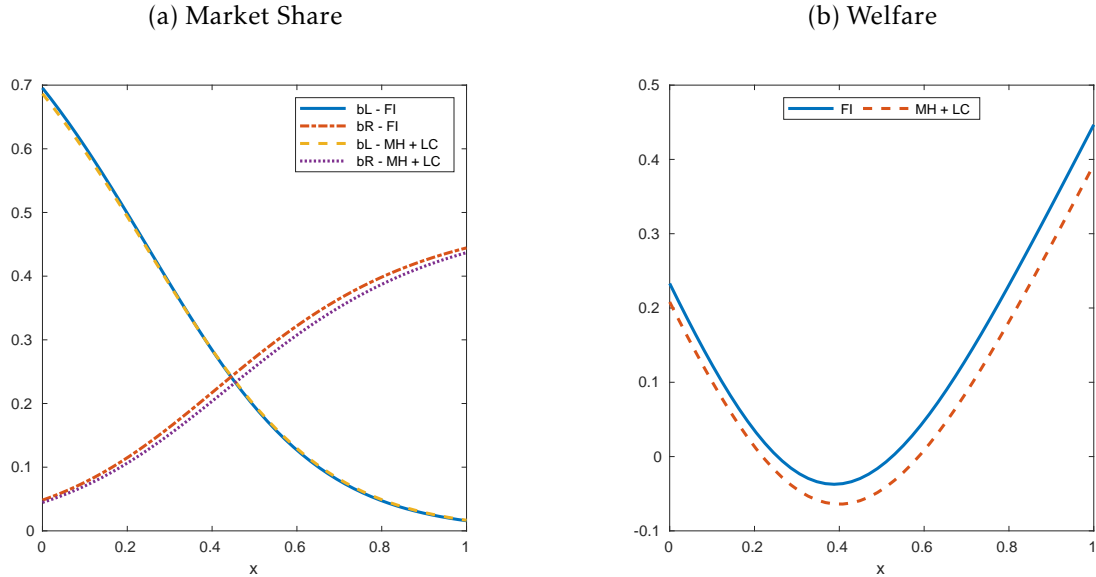 (a) Market Share
0.7
0.6
0.5
0.4
0.3
0.2
0.1
0
0 0.2 0.4 0.6 0.8 1
x
bL - FI
bR - FI
bL - MH + LC
bR - MH + LC
(b) Welfare
0.5
0.4
0.3
0.2
0.1
0
-0.1
0 0.2 0.4 0.6 0.8 1
x
FI MH + LC